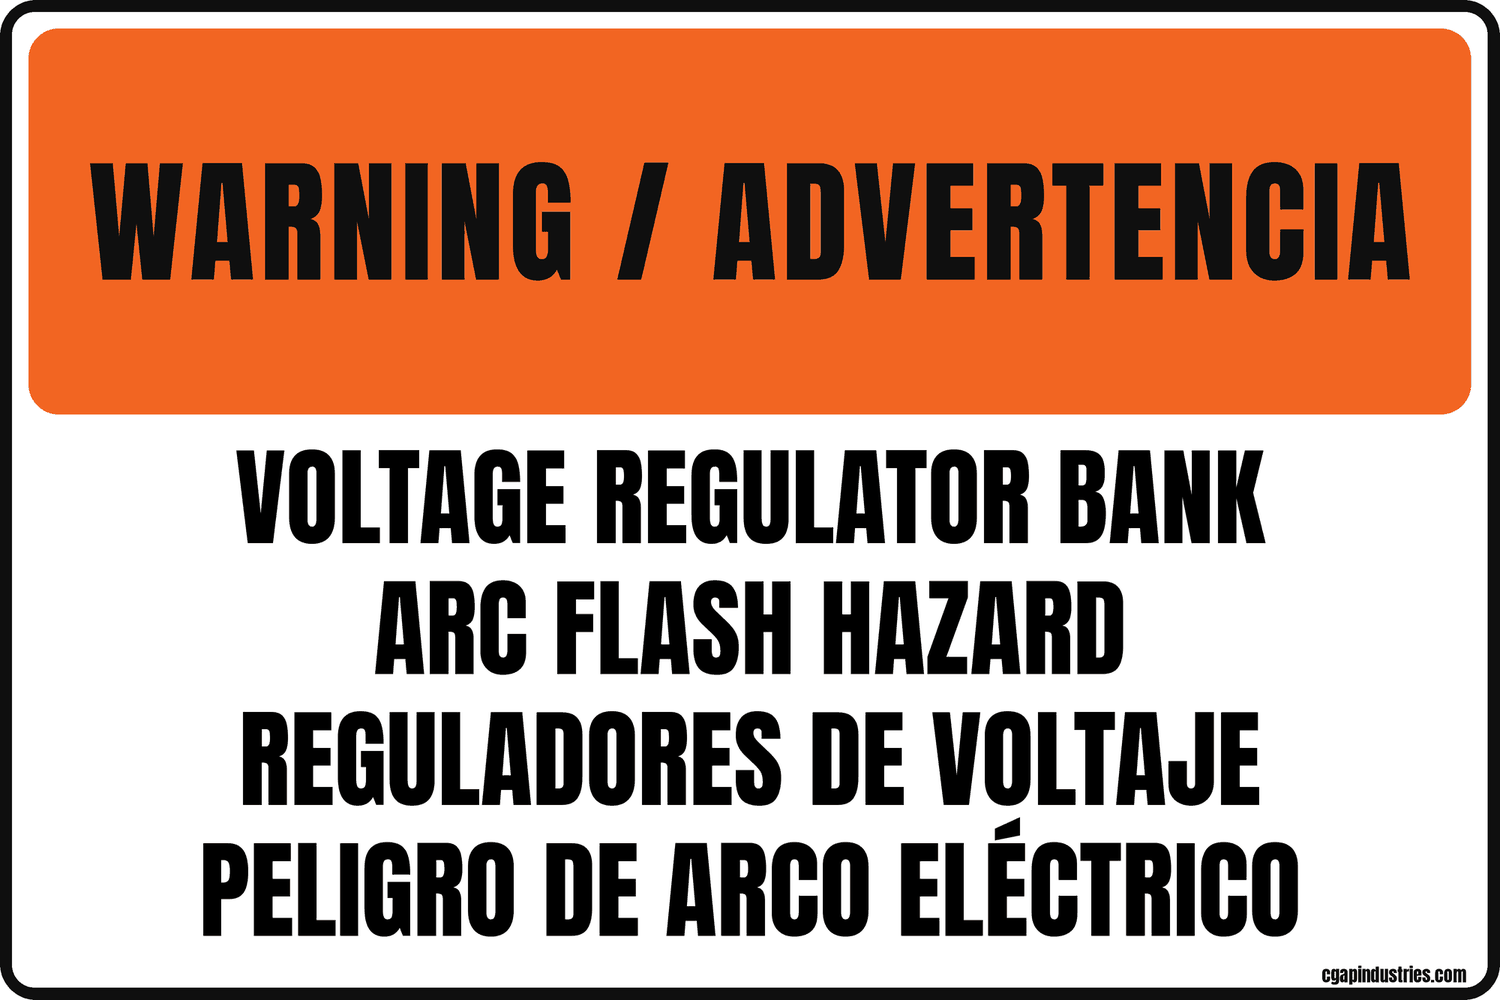 WARNING / ADVERTENCIA
VOLTAGE REGULATOR BANK
ARC FLASH HAZARD
REGULADORES DE VOLTAJE
PELIGRO DE ARCO ELÉCTRICO
cgapindustries.com